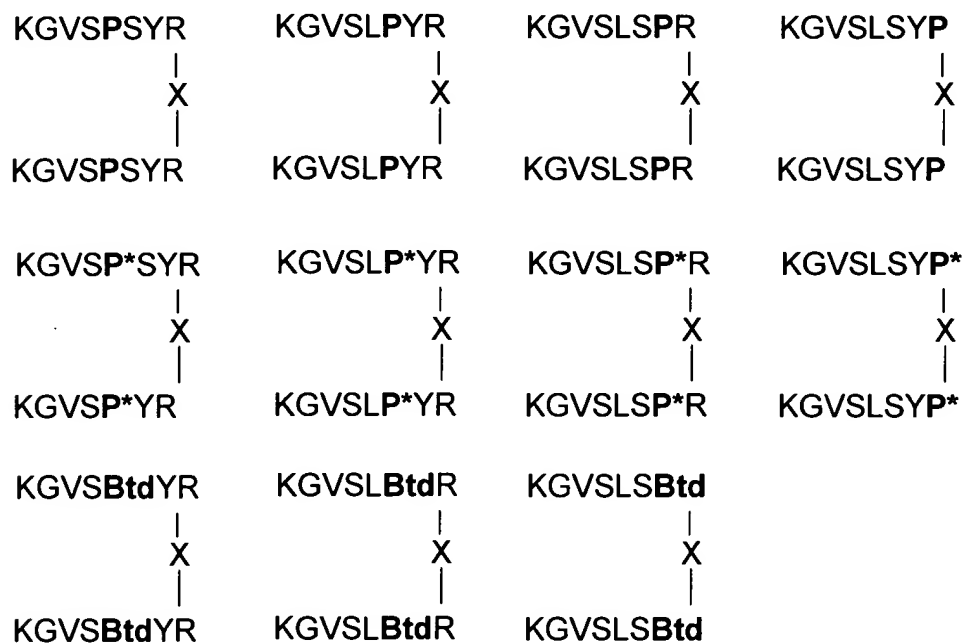 KGVSPSYR KGVSLPYR KGVSLSPR KGVSLSYP
X X X X
KGVSPSYR KGVSLPYR KGVSLSPR KGVSLSYP
KGVSP*SYR KGVSLP*YR KGVSLSP*R KGVSLSYP*
X X X X
KGVSP*YR KGVSLP*YR KGVSLSP*R KGVSLSYP*
KGVSBtdYR KGVSLBtdR KGVSLSBtd
X X X
KGVSBtdYR KGVSLBtdR KGVSLSBtd